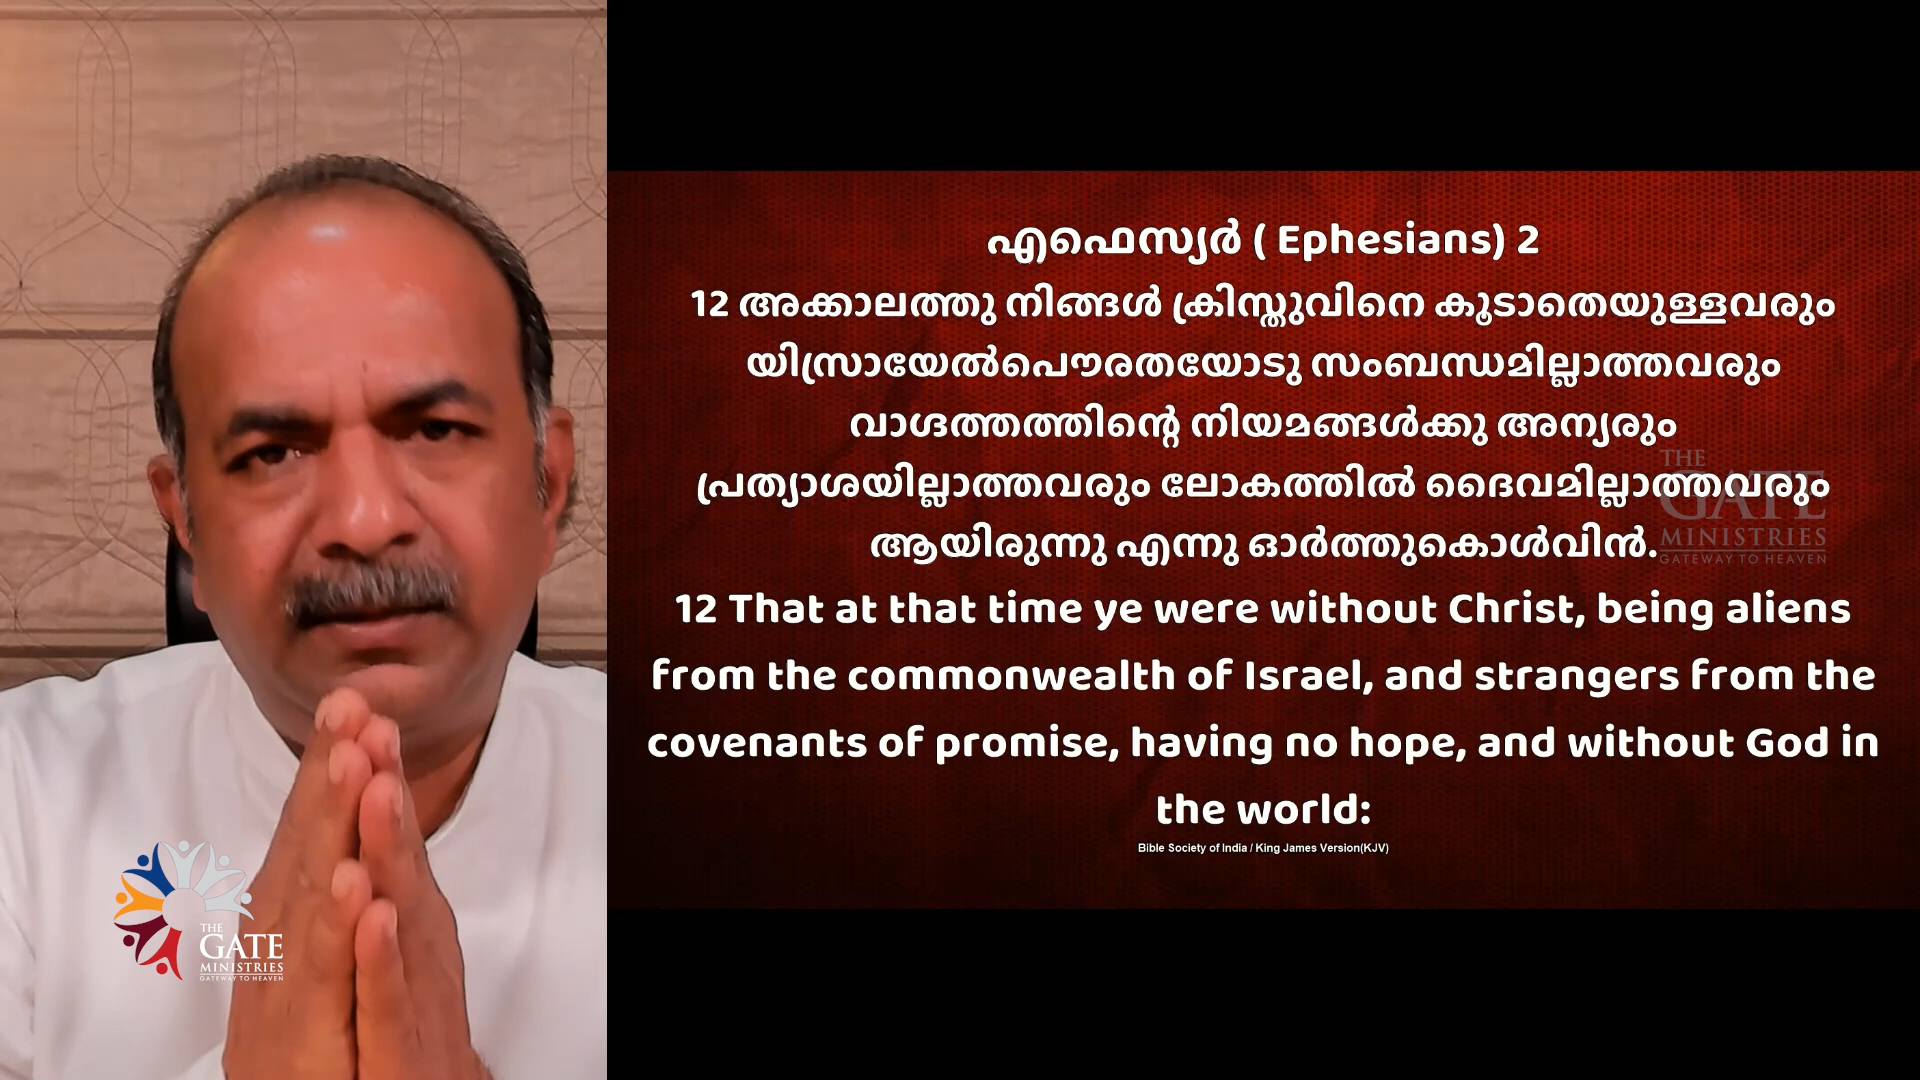 എഫെസ്യർ ( Ephesians) 2
12 അക്കാലത്തു നിങ്ങൾ ക്രിസ്തുവിനെ കൂടാതെയുള്ളവരും
യിസ്രായേൽപൌരതയോടു സംബന്ധമില്ലാത്തവരും
വാഗ്ദത്തത്തിന്റെ നിയമങ്ങൾക്കു അന്യരും
പ്രത്യാശയില്ലാത്തവരും ലോകത്തിൽ ദൈവമില്ലാത്തവരും
ആയിരുന്നു എന്നു ഓർത്തുകൊൾവിൻ.
12 That at that time ye were without Christ, being aliens
from the commonwealth of Israel, and strangers from the
covenants of promise, having no hope, and without God in
the world:
Bible Society of India / King James Version(KJV)
THE
GATE
MINISTRIES
GATEWAY TO HEAVEN
THE
GATE
MINISTRIES
GATEWAY TO HEAVEN